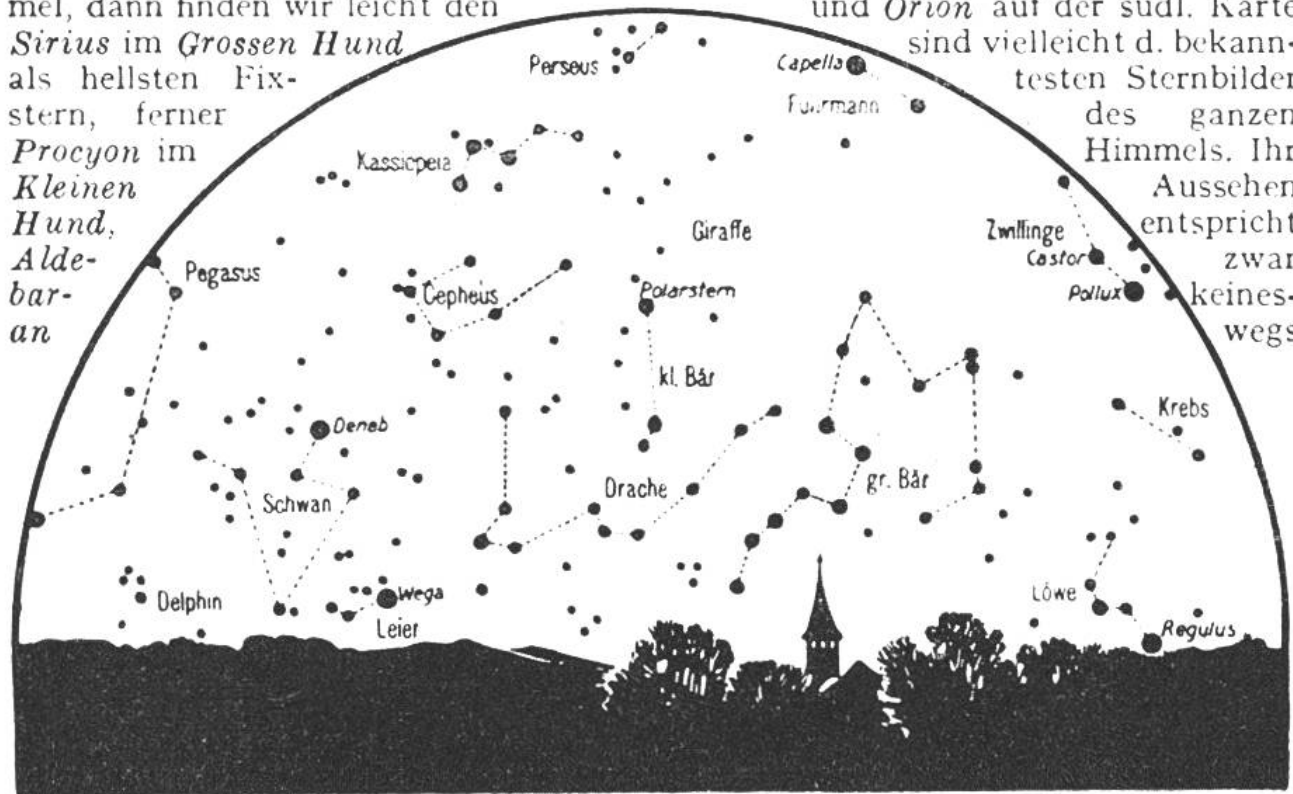 mel, dann finden wir leicht den
Sirius im Grossen Hund
als hellsten Fix-
stern, ferner
Procyon im
Kleinen
Hund,
Alde-
bar-
an
und Orion auf der südl. Karte
sind vielleicht d. bekann-
testen Sternbilder
des ganzen
Himmels. Ihr
Aussehen
entspricht
zwar
keines-
wegs
Perseus
Capella
Fuhrmann
Kassiopeia
Giraffe
Zwillinge
Castor
Pollux
Pegasus
Cepheus
Polarstern
kl. Bär
Krebs
Deneb
Schwan
Drache
gr. Bär
Delphin
Wega
Leier
Löwe
Regulus